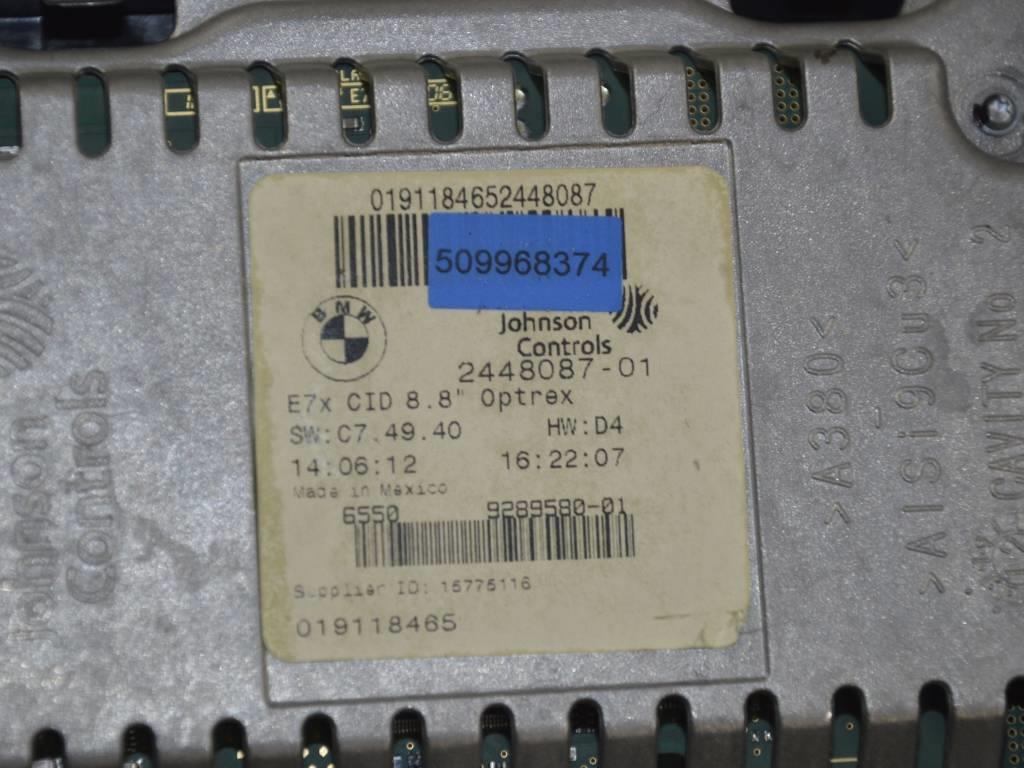 0191184652448087
509968374
BMW
Johnson
Controls
2448087-01
E7x CID 8.8" Optrex
SW:C7.49.40 HW:D4
14:06:12 16:22:07
Made in Mexico
6550 9289580-01
Supplier ID: 15775116
019118465
Johnson
Controls
>A380<
>AlSi9Cu3<
CAVITY No 2